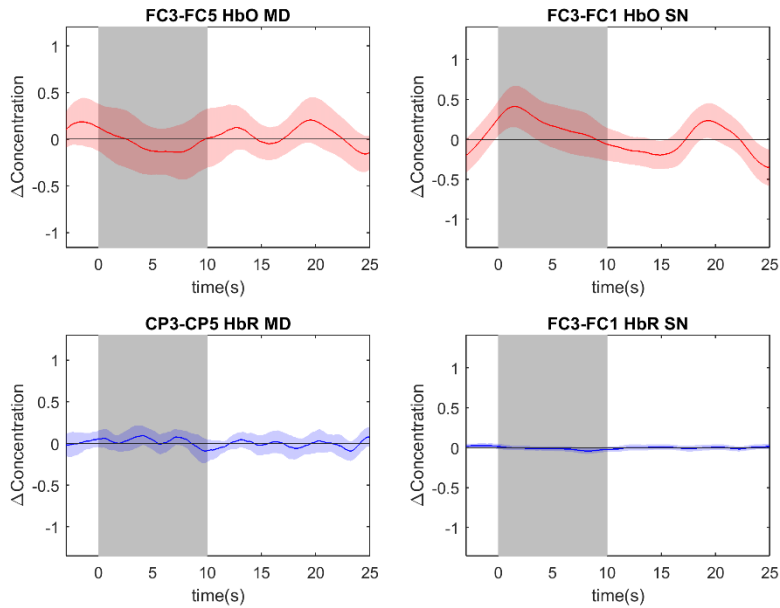 FC3-FC5 HbO MD
1
0.5
0
-0.5
-1
ΔConcentration
0 5 10 15 20 25
time(s)
FC3-FC1 HbO SN
1
0.5
0
-0.5
-1
ΔConcentration
0 5 10 15 20 25
time(s)
CP3-CP5 HbR MD
1
0.5
0
-0.5
-1
ΔConcentration
0 5 10 15 20 25
time(s)
FC3-FC1 HbR SN
1
0.5
0
-0.5
-1
ΔConcentration
0 5 10 15 20 25
time(s)